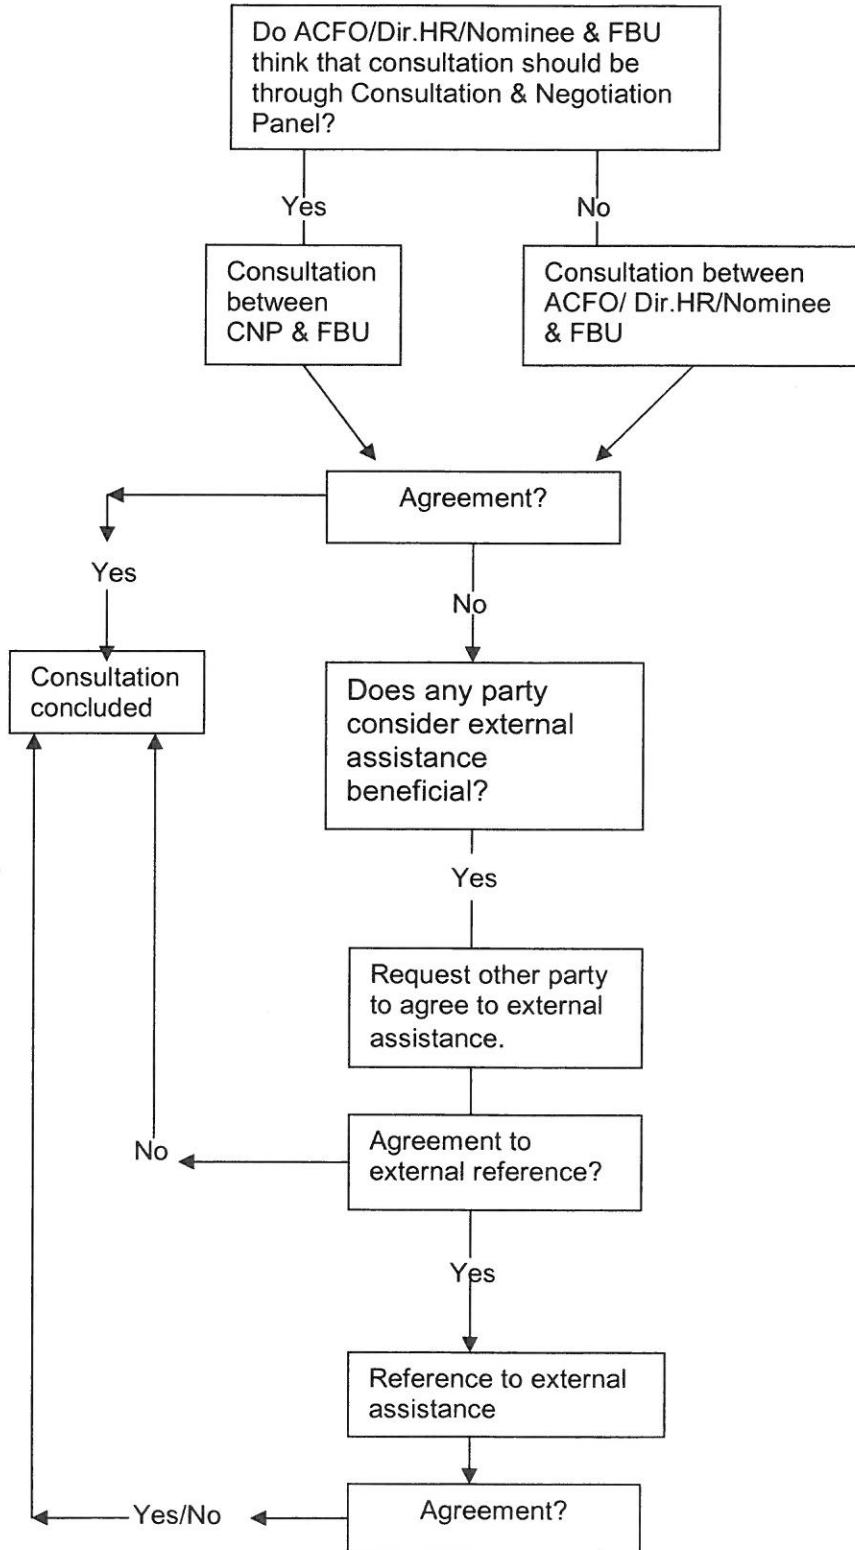 Do ACFO/Dir.HR/Nominee & FBU
think that consultation should be
through Consultation & Negotiation
Panel?
Yes
No
Consultation
between
CNP & FBU
Consultation between
ACFO/ Dir.HR/Nominee
& FBU
Agreement?
Yes
No
Consultation
concluded
Does any party
consider external
assistance
beneficial?
Yes
Request other party
to agree to external
assistance.
No
Agreement to
external reference?
Yes
Reference to external
assistance
Yes/No
Agreement?